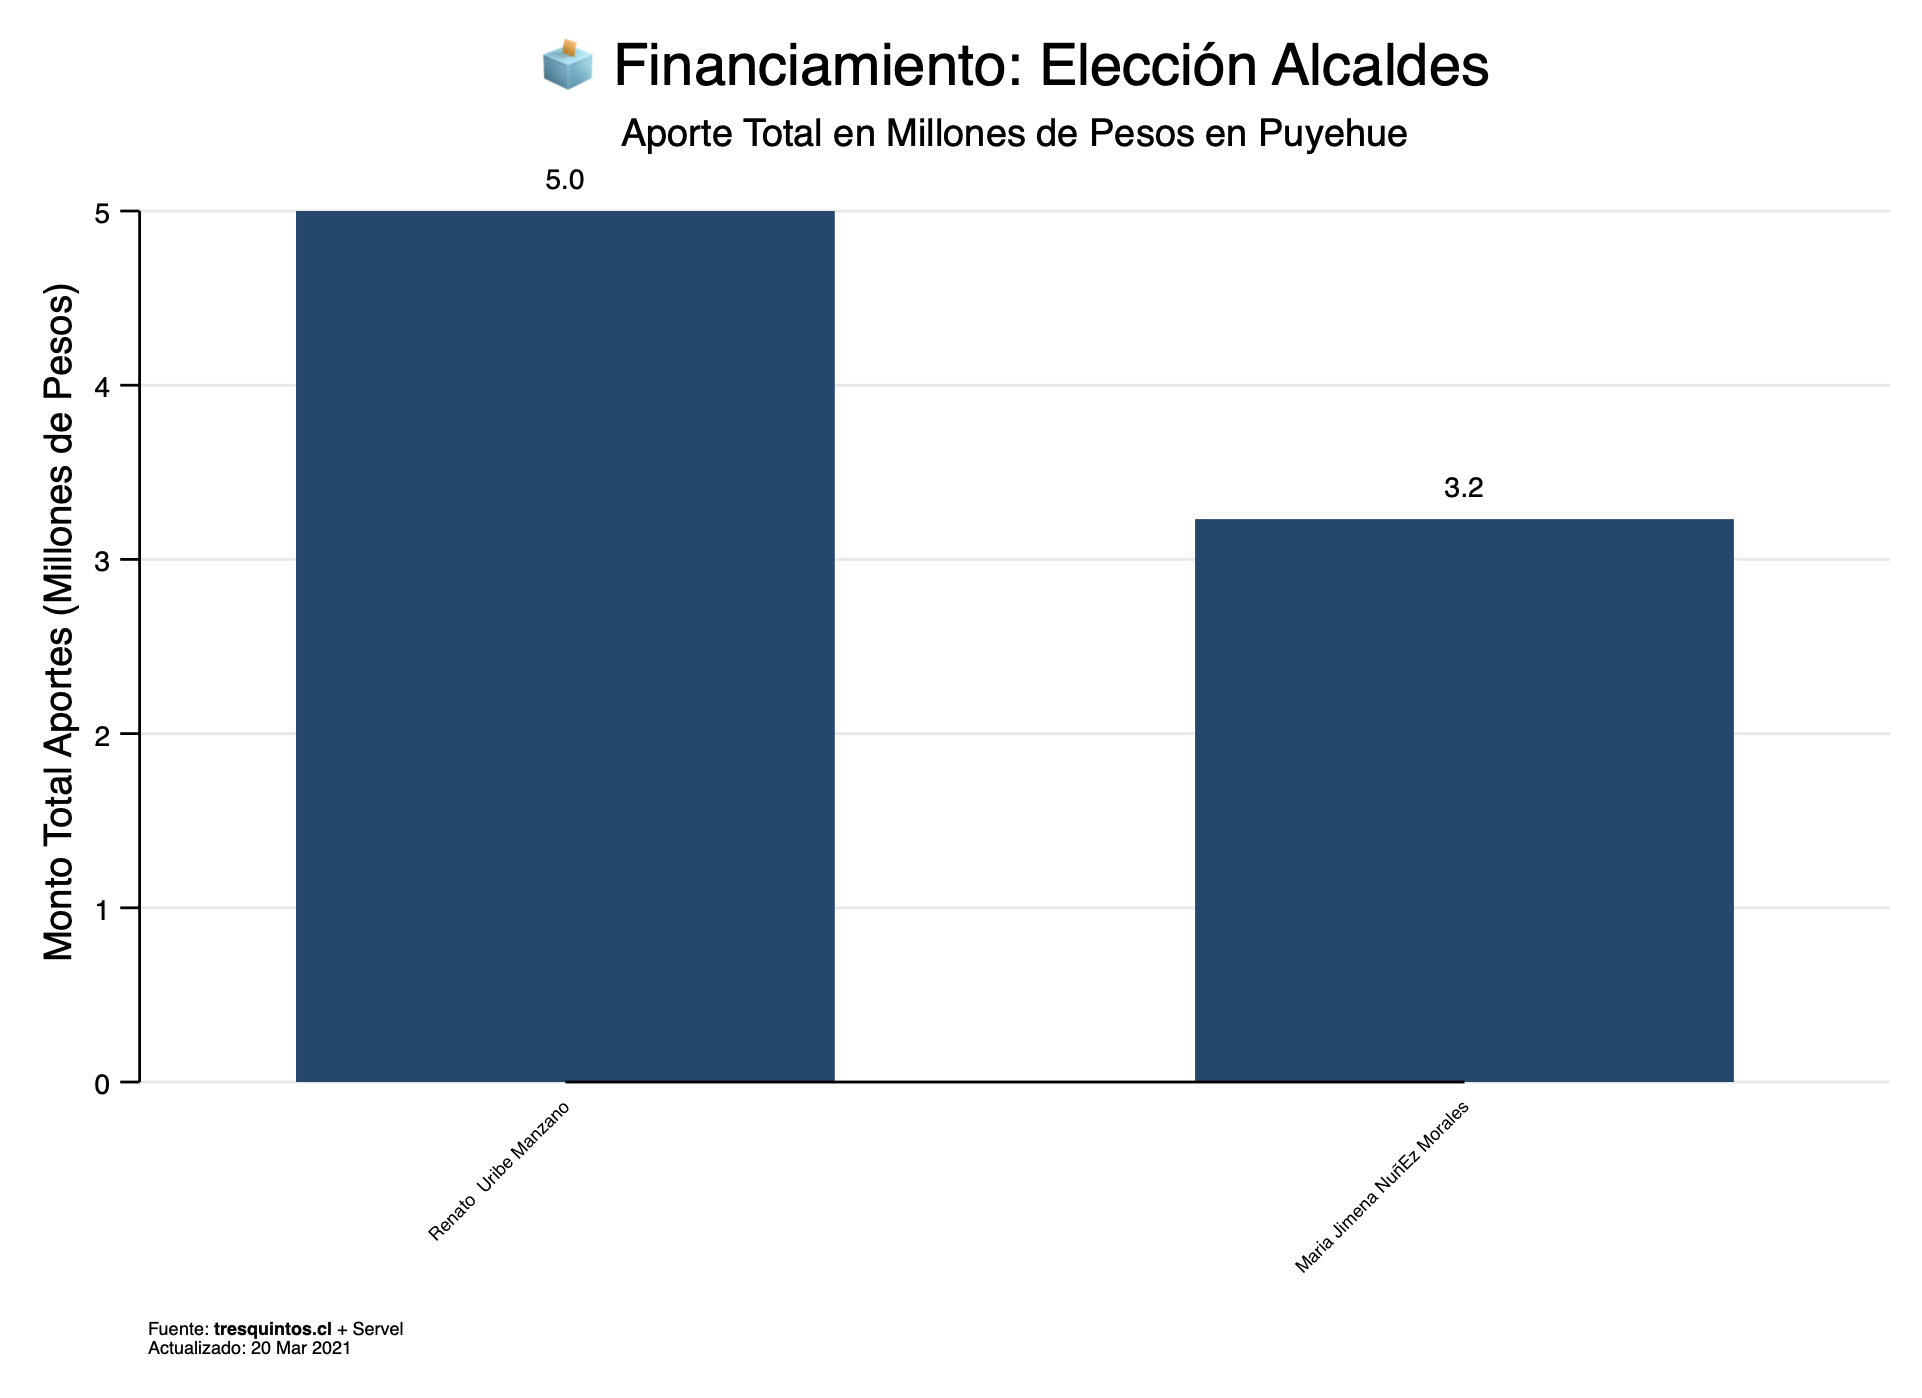 Financiamiento: Elección Alcaldes
Aporte Total en Millones de Pesos en Puyehue
Monto Total Aportes (Millones de Pesos)
5
4
3
2
1
0
5.0
3.2
Renato  Uribe Manzano
Maria Jimena NuñEz Morales
Fuente: tresquintos.cl + Servel
Actualizado: 20 Mar 2021